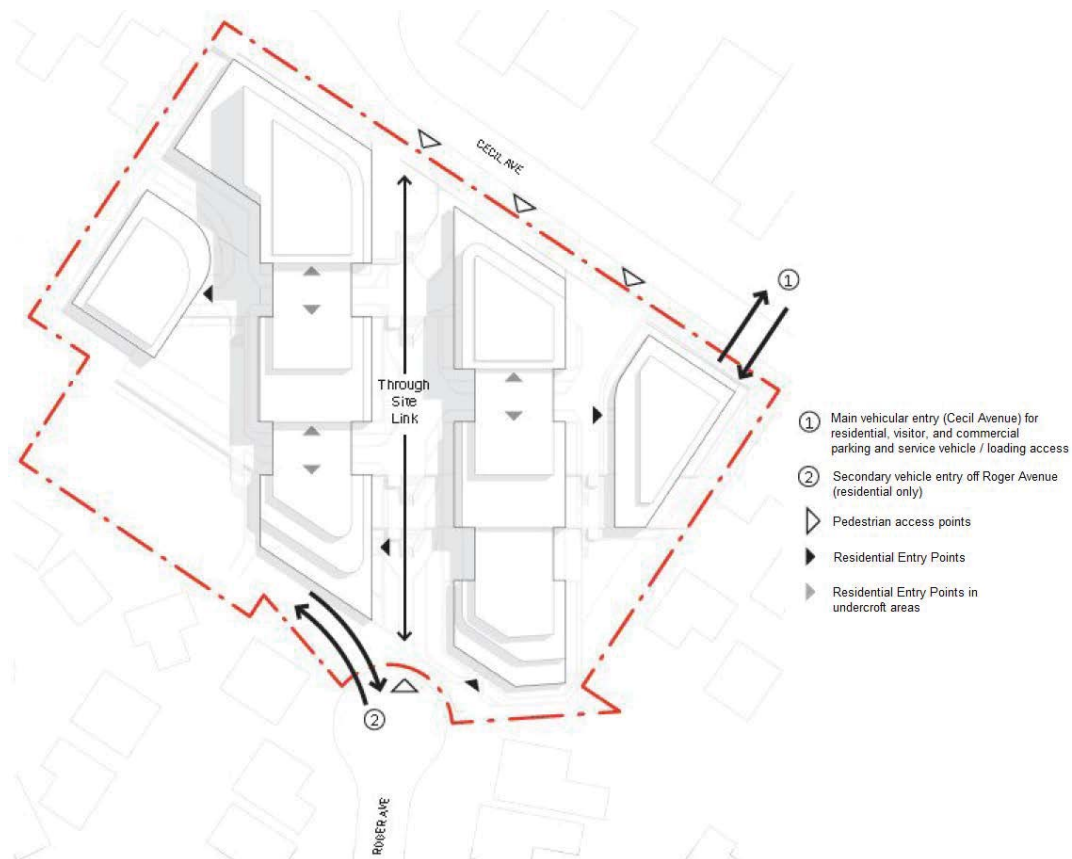 CECIL AVE
1
Through
Site
Link
1 Main vehicular entry (Cecil Avenue) for
residential, visitor, and commercial
parking and service vehicle / loading access
2 Secondary vehicle entry off Roger Avenue
(residential only)
Pedestrian access points
Residential Entry Points
Residential Entry Points in
undercroft areas
2
ROGER AVE